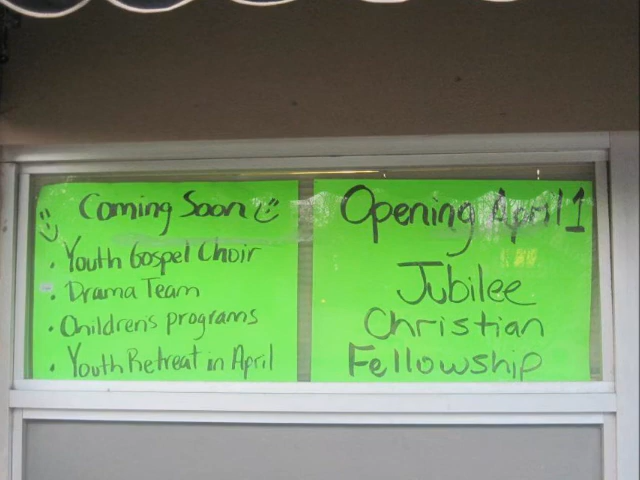 Coming Soon
• Youth Gospel Choir
• Drama Team
• Children's programs
• Youth Retreat in April
Opening April 1
Jubilee
Christian
Fellowship